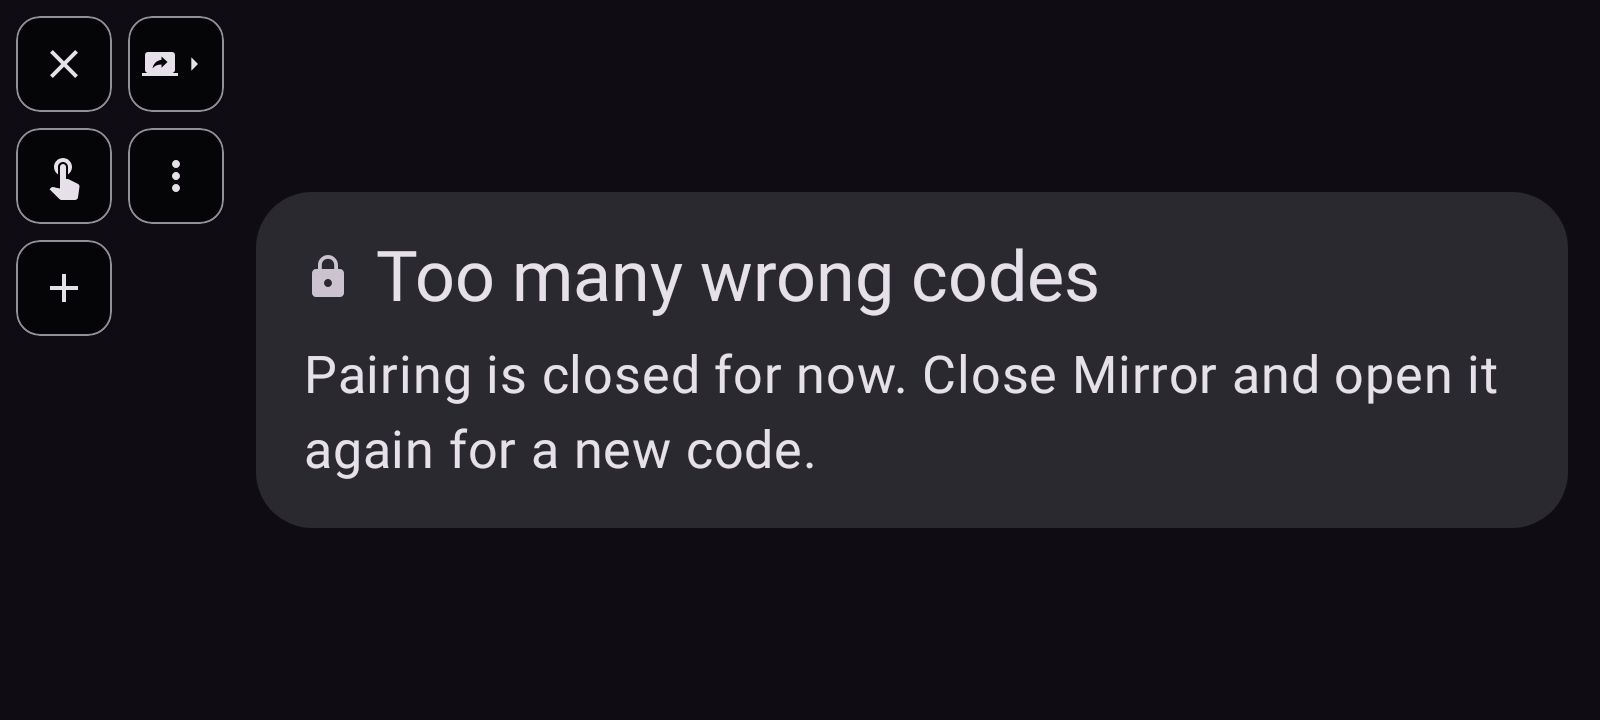 Too many wrong codes
Pairing is closed for now. Close Mirror and open it
again for a new code.